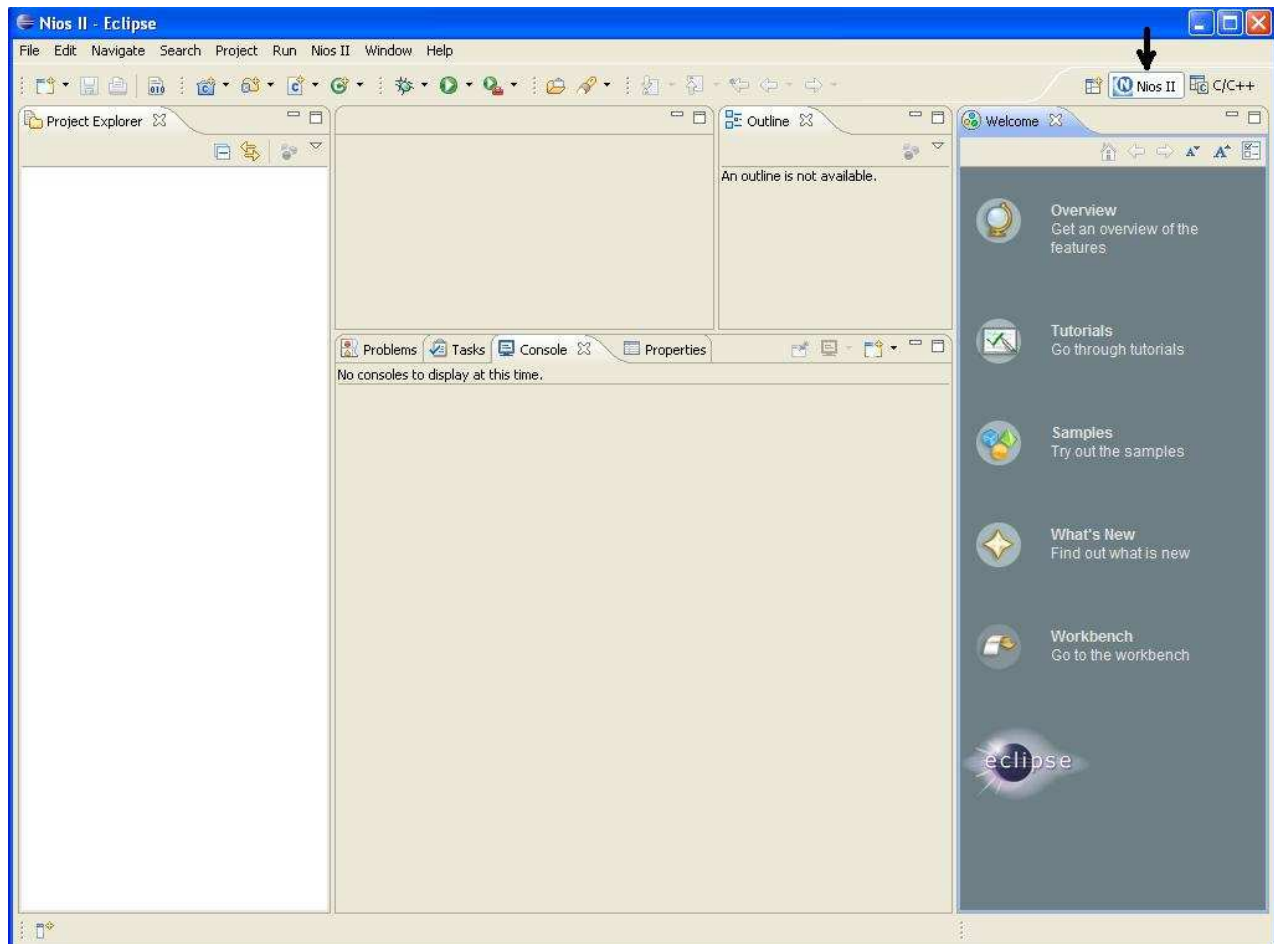 Nios II - Eclipse
File Edit Navigate Search Project Run Nios II Window Help
Nios II C/C++
Project Explorer
Outline
Welcome
An outline is not available.
Overview
Get an overview of the
features
Tutorials
Go through tutorials
Problems Tasks Console Properties
No consoles to display at this time.
Samples
Try out the samples
What's New
Find out what is new
Workbench
Go to the workbench
eclipse